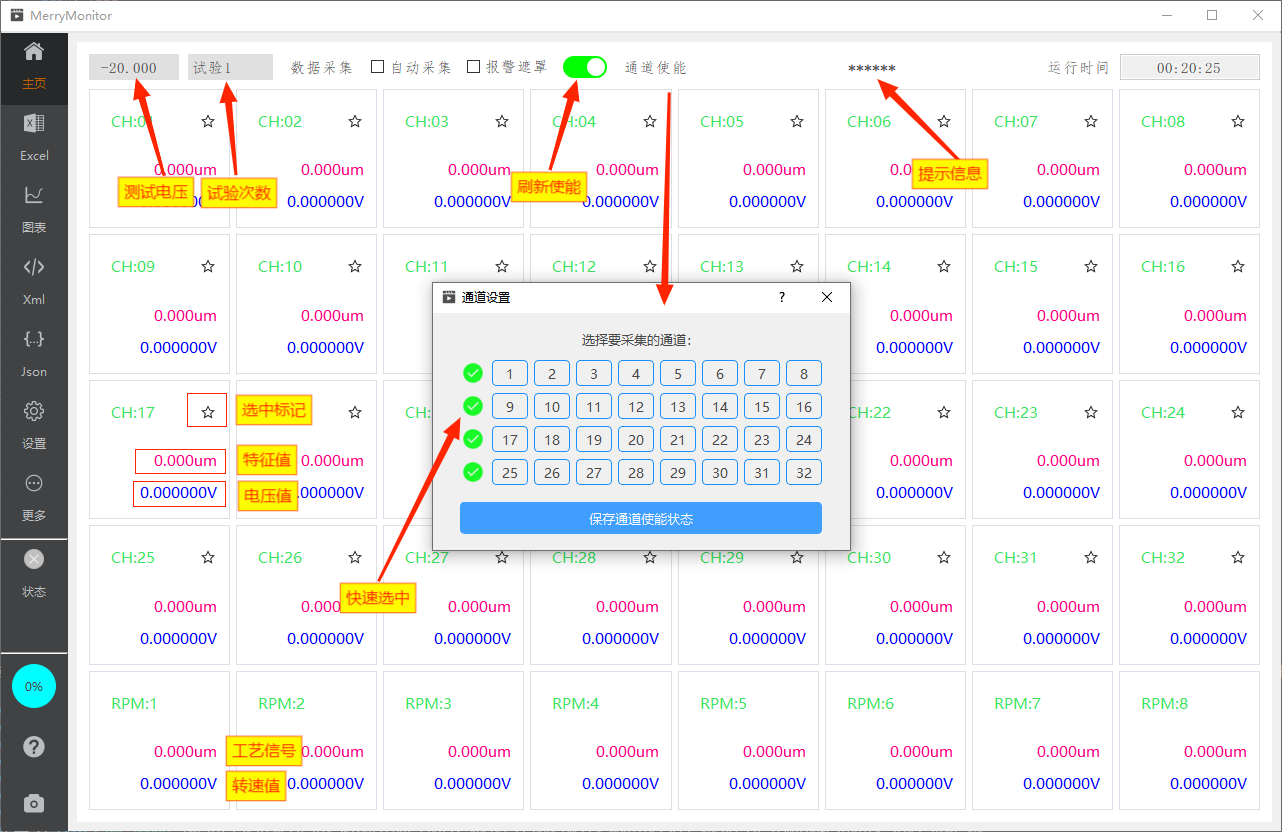 MerryMonitor
主页
Excel
图表
Xml
Json
设置
更多
状态
0%
-20.000 试验1 数据采集 自动采集 报警遮罩 通道使能 ****** 运行时间 00:20:25
CH:01 CH:02 CH:03 CH:04 CH:05 CH:06 CH:07 CH:08
0.000um 0.000um 0.000um 0.000um 0.000um 0.000um 0.000um
测试电压 试验次数 刷新使能 提示信息
0.000000V 0.000000V 0.000000V 0.000000V 0.000000V 0.000000V 0.000000V
CH:09 CH:10 CH:11 CH:12 CH:13 CH:14 CH:15 CH:16
0.000um 0.000um 0.000um 0.000um 0.000um
0.000000V 0.000000V 0.000000V 0.000000V 0.000000V
通道设置 ?
选择要采集的通道:
1 2 3 4 5 6 7 8
9 10 11 12 13 14 15 16
17 18 19 20 21 22 23 24
25 26 27 28 29 30 31 32
保存通道使能状态
CH:17 选中标记 CH: CH:22 CH:23 CH:24
0.000um 特征值 0.000um 0.000um 0.000um 0.000um
0.000000V 电压值 .000000V 0.000000V 0.000000V 0.000000V
CH:25 CH:26 CH:27 CH:28 CH:29 CH:30 CH:31 CH:32
快速选中
0.000um 0.000 0.000um 0.000um 0.000um 0.000um 0.000um 0.000um
0.000000V 0.000000V 0.000000V 0.000000V 0.000000V 0.000000V 0.000000V 0.000000V
RPM:1 RPM:2 RPM:3 RPM:4 RPM:5 RPM:6 RPM:7 RPM:8
0.000um 工艺信号 0.000um 0.000um 0.000um 0.000um 0.000um 0.000um 0.000um
0.000000V 转速值 0.000000V 0.000000V 0.000000V 0.000000V 0.000000V 0.000000V 0.000000V